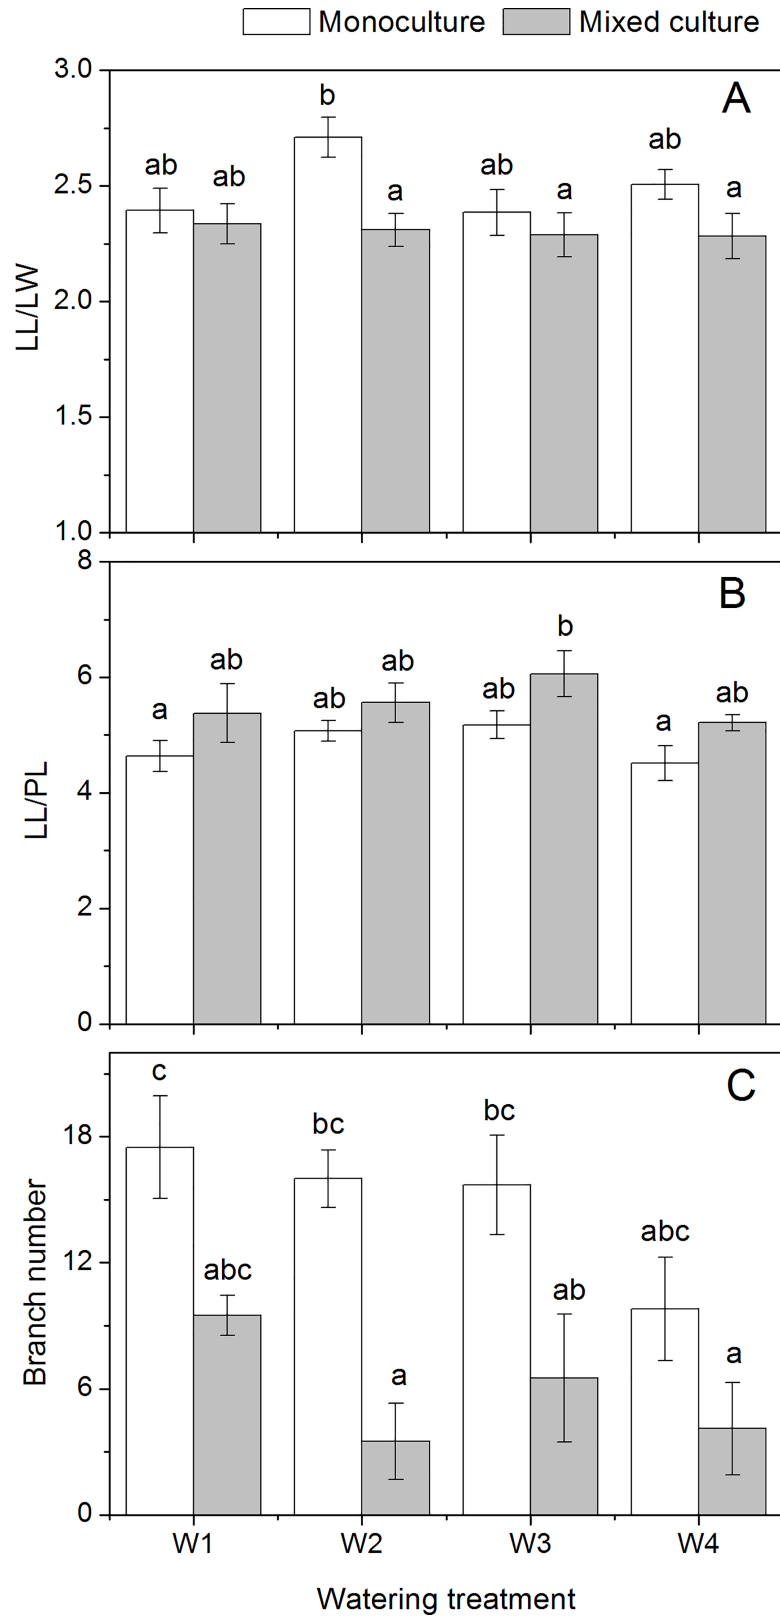 Monoculture Mixed culture
A
3.0
2.5
2.0
1.5
1.0
LL/LW
ab ab b a ab a ab a
B
8
6
4
2
0
LL/PL
a ab ab ab ab b a ab
C
18
12
6
0
Branch number
c abc bc a bc ab abc a
W1 W2 W3 W4
Watering treatment